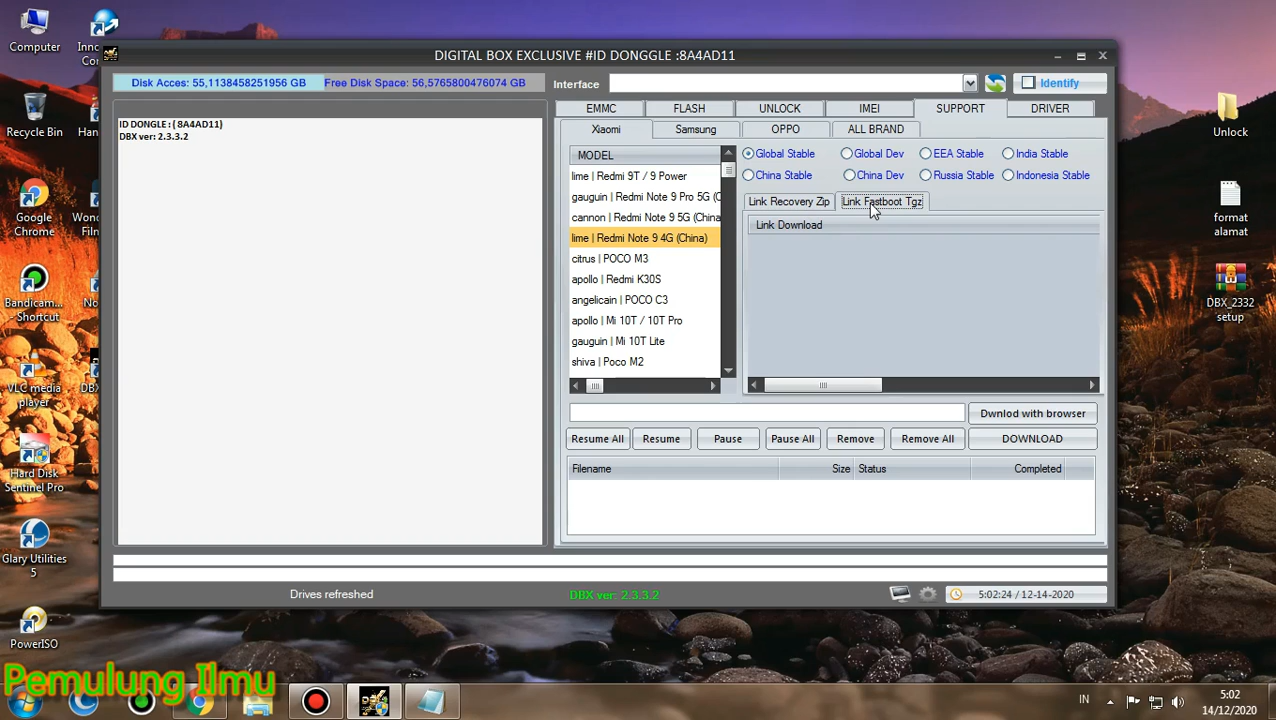 DIGITAL BOX EXCLUSIVE #ID DONGGLE :8A4AD11
Computer
Inno
Co
Disk Acces: 55,1138458251956 GB
Free Disk Space: 56,5765800476074 GB
Interface
Identify
EMMC
FLASH
UNLOCK
IMEI
SUPPORT
DRIVER
ID DONGLE : { 8A4AD11}
DBX ver: 2.3.3.2
Xiaomi
Samsung
OPPO
ALL BRAND
MODEL
lime | Redmi 9T / 9 Power
gauguin | Redmi Note 9 Pro 5G (C
cannon | Redmi Note 9 5G (China
lime | Redmi Note 9 4G (China)
citrus | POCO M3
apollo | Redmi K30S
angelicain | POCO C3
apollo | Mi 10T / 10T Pro
gauguin | Mi 10T Lite
shiva | Poco M2
Global Stable
Global Dev
EEA Stable
India Stable
China Stable
China Dev
Russia Stable
Indonesia Stable
Link Recovery Zip
Link Fastboot Tgz
Link Download
Dwnlod with browser
Resume All
Resume
Pause
Pause All
Remove
Remove All
DOWNLOAD
Filename
Size
Status
Completed
Drives refreshed
DBX ver: 2.3.3.2
5:02:24 / 12-14-2020
Recycle Bin
Han
Google
Chrome
Wond
Bandicam...
- Shortcut
No
VLC media
player
DB
Hard Disk
Sentinel Pro
Glary Utilities
5
PowerISO
Unlock
format
alamat
DBX_2332
setup
Pemulung Ilmu
IN
5:02
14/12/2020